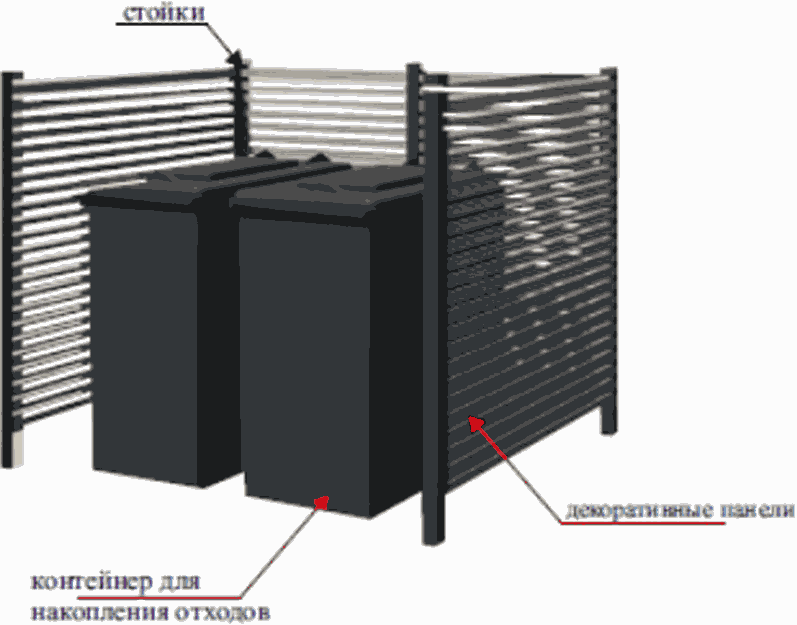 стойки
декоративные панели
контейнер для
накопления отходов